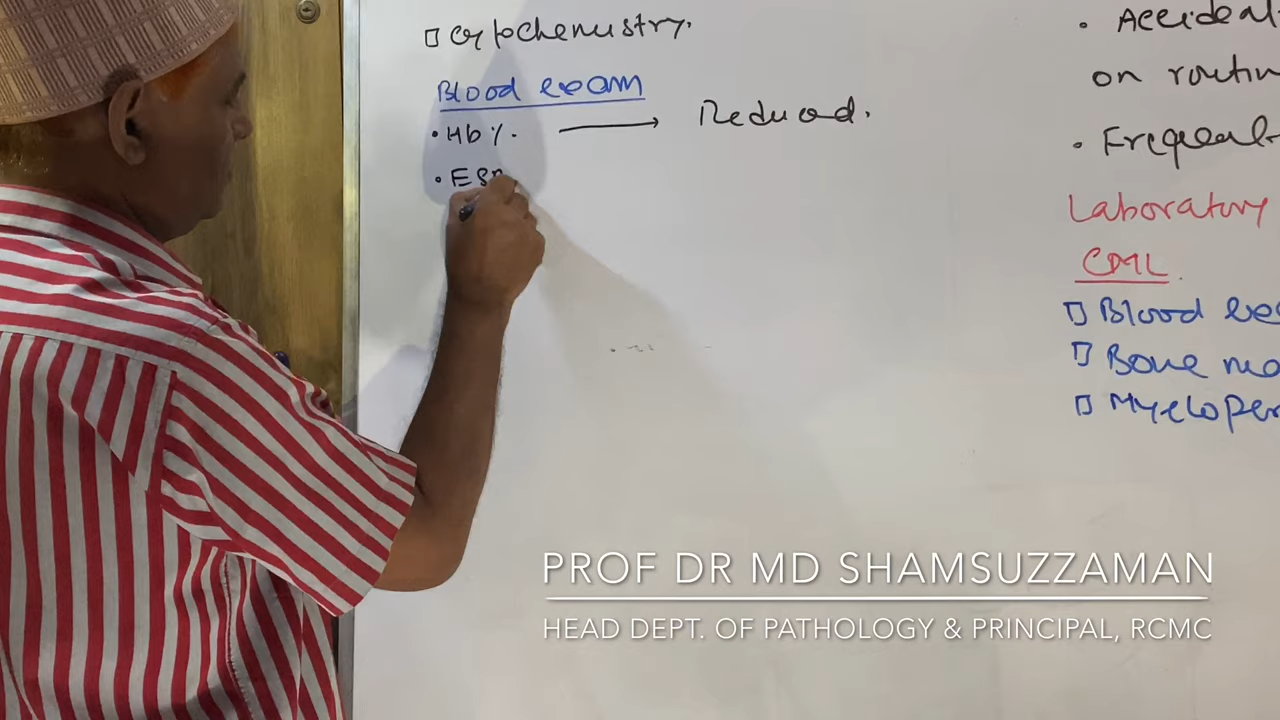 □ Cytochemistry.
Blood exam
• Hb%. → Reduced.
• ESR
• Accidental
on routin
• Frequent
Laboratory
CML
□ Blood exa
□ Bone ma
□ Myeloper
PROF DR MD SHAMSUZZAMAN
HEAD DEPT. OF PATHOLOGY & PRINCIPAL, RCMC